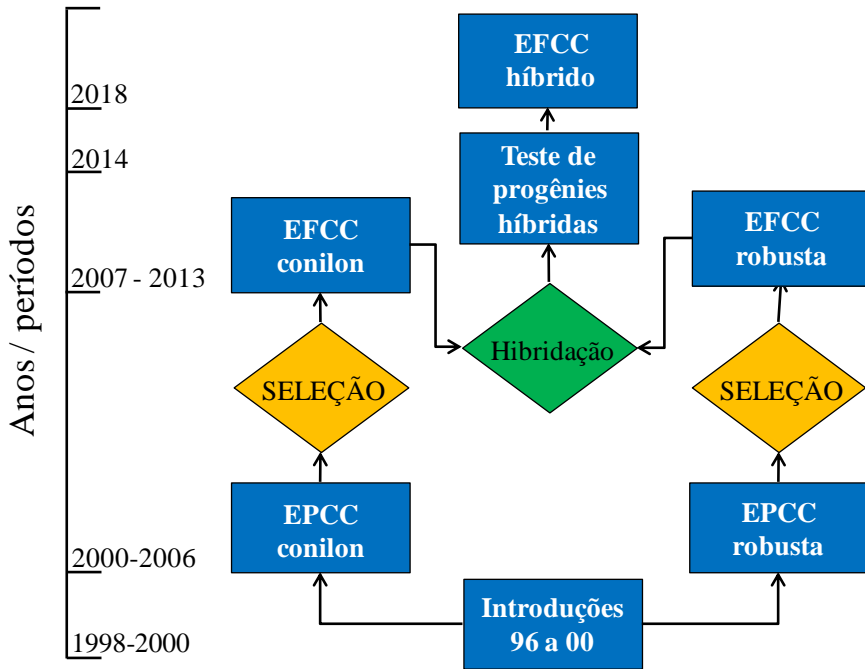 EFCC
híbrido
2018
2014
Teste de
progênies
híbridas
EFCC
conilon
EFCC
robusta
2007 - 2013
Hibridação
SELEÇÃO
SELEÇÃO
Anos / períodos
EPCC
conilon
EPCC
robusta
2000-2006
Introduções
96 a 00
1998-2000